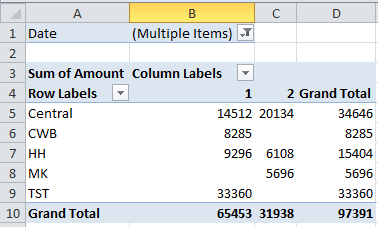 A B C D
1 Date (Multiple Items)
2
3 Sum of Amount Column Labels
4 Row Labels 1 2 Grand Total
5 Central 14512 20134 34646
6 CWB 8285 8285
7 HH 9296 6108 15404
8 MK 5696 5696
9 TST 33360 33360
10 Grand Total 65453 31938 97391